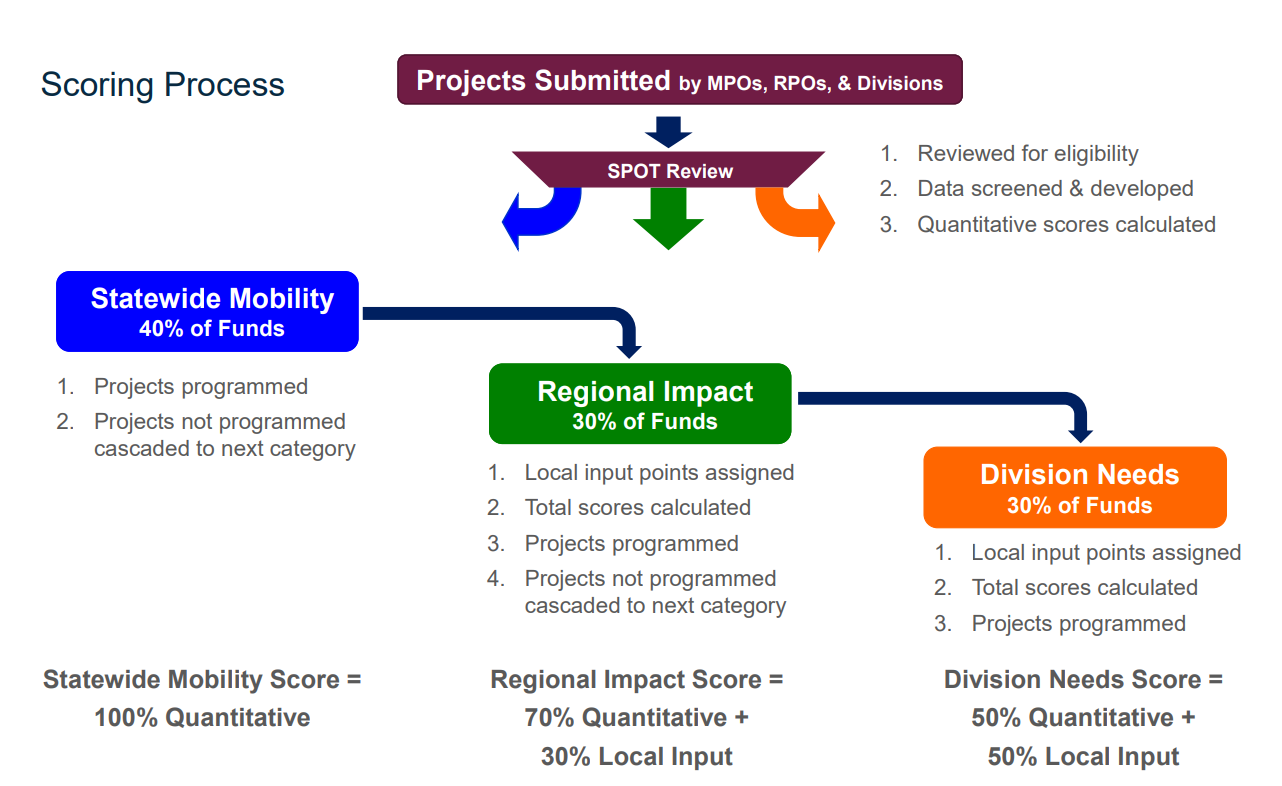 Scoring Process
Projects Submitted by MPOs, RPOs, & Divisions
SPOT Review
1. Reviewed for eligibility
2. Data screened & developed
3. Quantitative scores calculated
Statewide Mobility
40% of Funds
1. Projects programmed
2. Projects not programmed
cascaded to next category
Regional Impact
30% of Funds
1. Local input points assigned
2. Total scores calculated
3. Projects programmed
4. Projects not programmed
cascaded to next category
Division Needs
30% of Funds
1. Local input points assigned
2. Total scores calculated
3. Projects programmed
Statewide Mobility Score =
100% Quantitative
Regional Impact Score =
70% Quantitative +
30% Local Input
Division Needs Score =
50% Quantitative +
50% Local Input